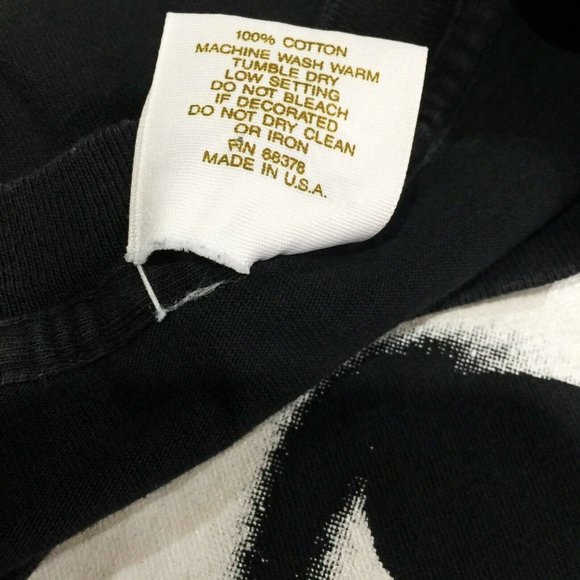 100% COTTON
MACHINE WASH WARM
TUMBLE DRY
LOW SETTING
DO NOT BLEACH
IF DECORATED
DO NOT DRY CLEAN
OR IRON
RN 68378
MADE IN U.S.A.